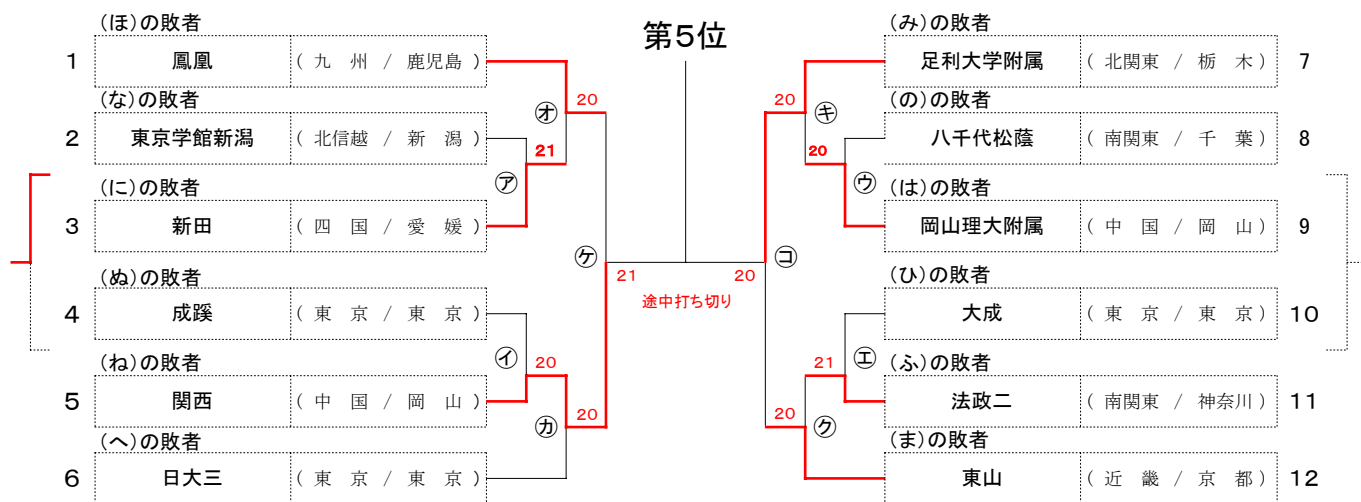 第5位
(ほ)の敗者
1 鳳凰 ( 九 州 / 鹿児島 )
(な)の敗者
2 東京学館新潟 ( 北信越 / 新 潟 )
(に)の敗者
3 新田 ( 四 国 / 愛 媛 )
(ぬ)の敗者
4 成蹊 ( 東 京 / 東 京 )
(ね)の敗者
5 関西 ( 中 国 / 岡 山 )
(へ)の敗者
6 日大三 ( 東 京 / 東 京 )
㋔ 20
㋐ 21
㋑ 20
㋕ 20
㋘ 21
途中打ち切り
20 ㋙
20 ㋖
20 ㋒
21 ㋓
20 ㋗
(み)の敗者
足利大学附属 ( 北関東 / 栃 木 ) 7
(の)の敗者
八千代松蔭 ( 南関東 / 千 葉 ) 8
(は)の敗者
岡山理大附属 ( 中 国 / 岡 山 ) 9
(ひ)の敗者
大成 ( 東 京 / 東 京 ) 10
(ふ)の敗者
法政二 ( 南関東 / 神奈川 ) 11
(ま)の敗者
東山 ( 近 畿 / 京 都 ) 12